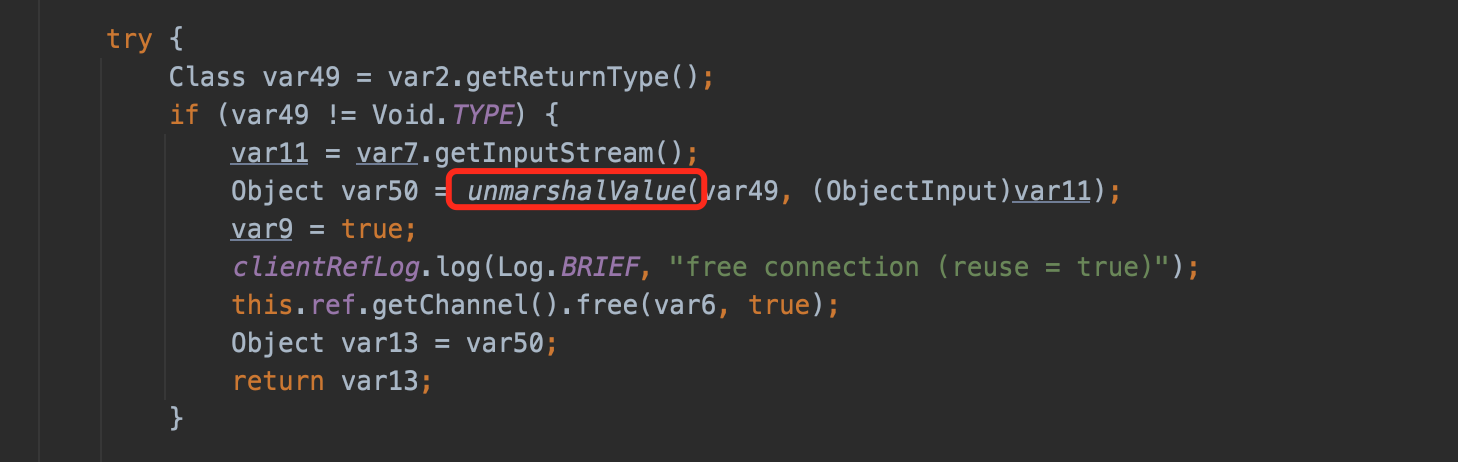 try {
Class var49 = var2.getReturnType();
if (var49 != Void.TYPE) {
var11 = var7.getInputStream();
Object var50 = unmarshalValue(var49, (ObjectInput)var11);
var9 = true;
clientRefLog.log(Log.BRIEF, "free connection (reuse = true)");
this.ref.getChannel().free(var6, true);
Object var13 = var50;
return var13;
}